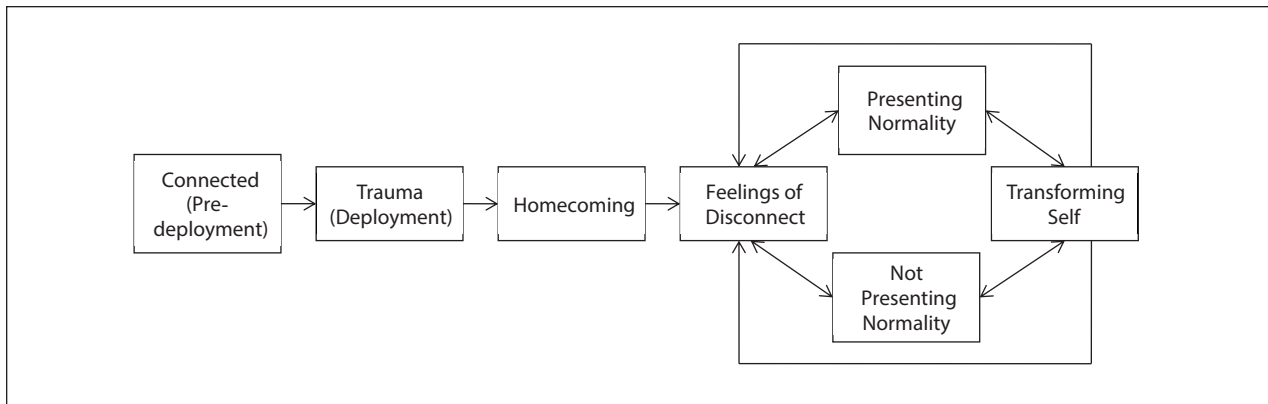 Connected
(Pre-
deployment)
Trauma
(Deployment)
Homecoming
Feelings of
Disconnect
Presenting
Normality
Not
Presenting
Normality
Transforming
Self